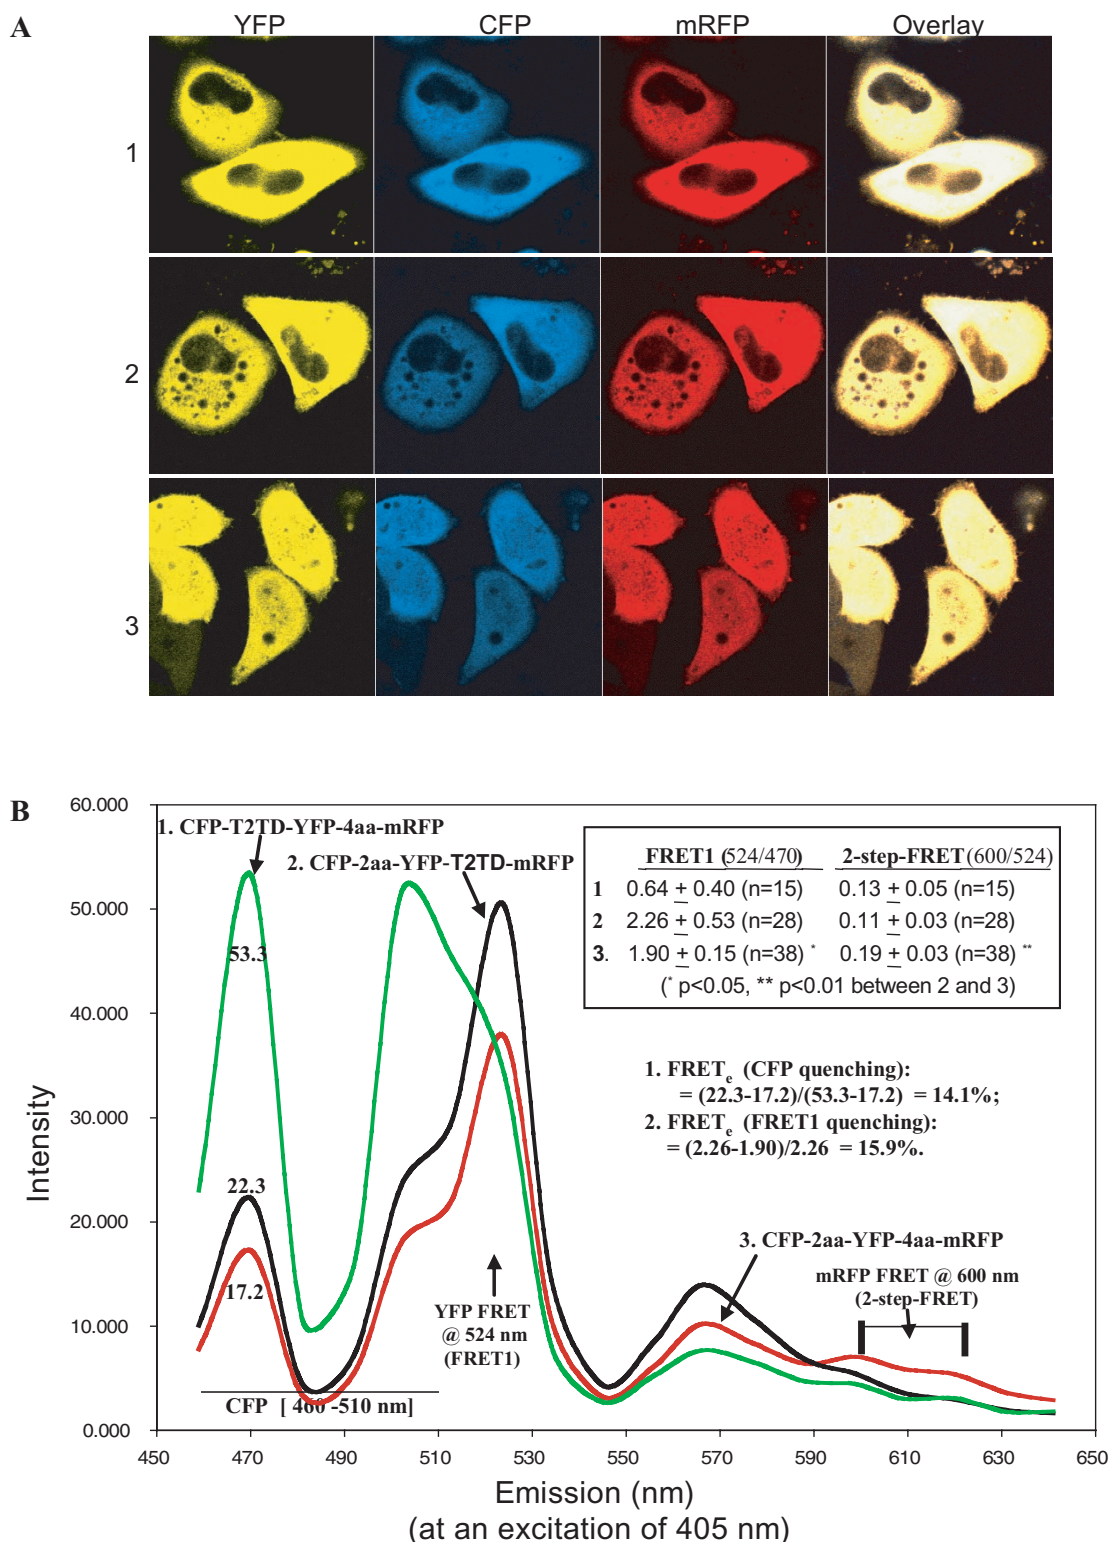 A
YFP CFP mRFP Overlay
1
2
3
B
60.000
50.000
40.000
30.000
20.000
10.000
0.000
Intensity
1. CFP-T2TD-YFP-4aa-mRFP
2. CFP-2aa-YFP-T2TD-mRFP
53.3
22.3
17.2
FRET1 (524/470) 2-step-FRET(600/524)
1 0.64 ± 0.40 (n=15) 0.13 ± 0.05 (n=15)
2 2.26 ± 0.53 (n=28) 0.11 ± 0.03 (n=28)
3. 1.90 ± 0.15 (n=38) * 0.19 ± 0.03 (n=38) **
(* p<0.05, ** p<0.01 between 2 and 3)
1. FRETe (CFP quenching):
= (22.3-17.2)/(53.3-17.2) = 14.1%;
2. FRETe (FRET1 quenching):
= (2.26-1.90)/2.26 = 15.9%.
3. CFP-2aa-YFP-4aa-mRFP
mRFP FRET @ 600 nm
(2-step-FRET)
YFP FRET
@ 524 nm
(FRET1)
CFP [ 460 -510 nm]
450 470 490 510 530 550 570 590 610 630 650
Emission (nm)
(at an excitation of 405 nm)